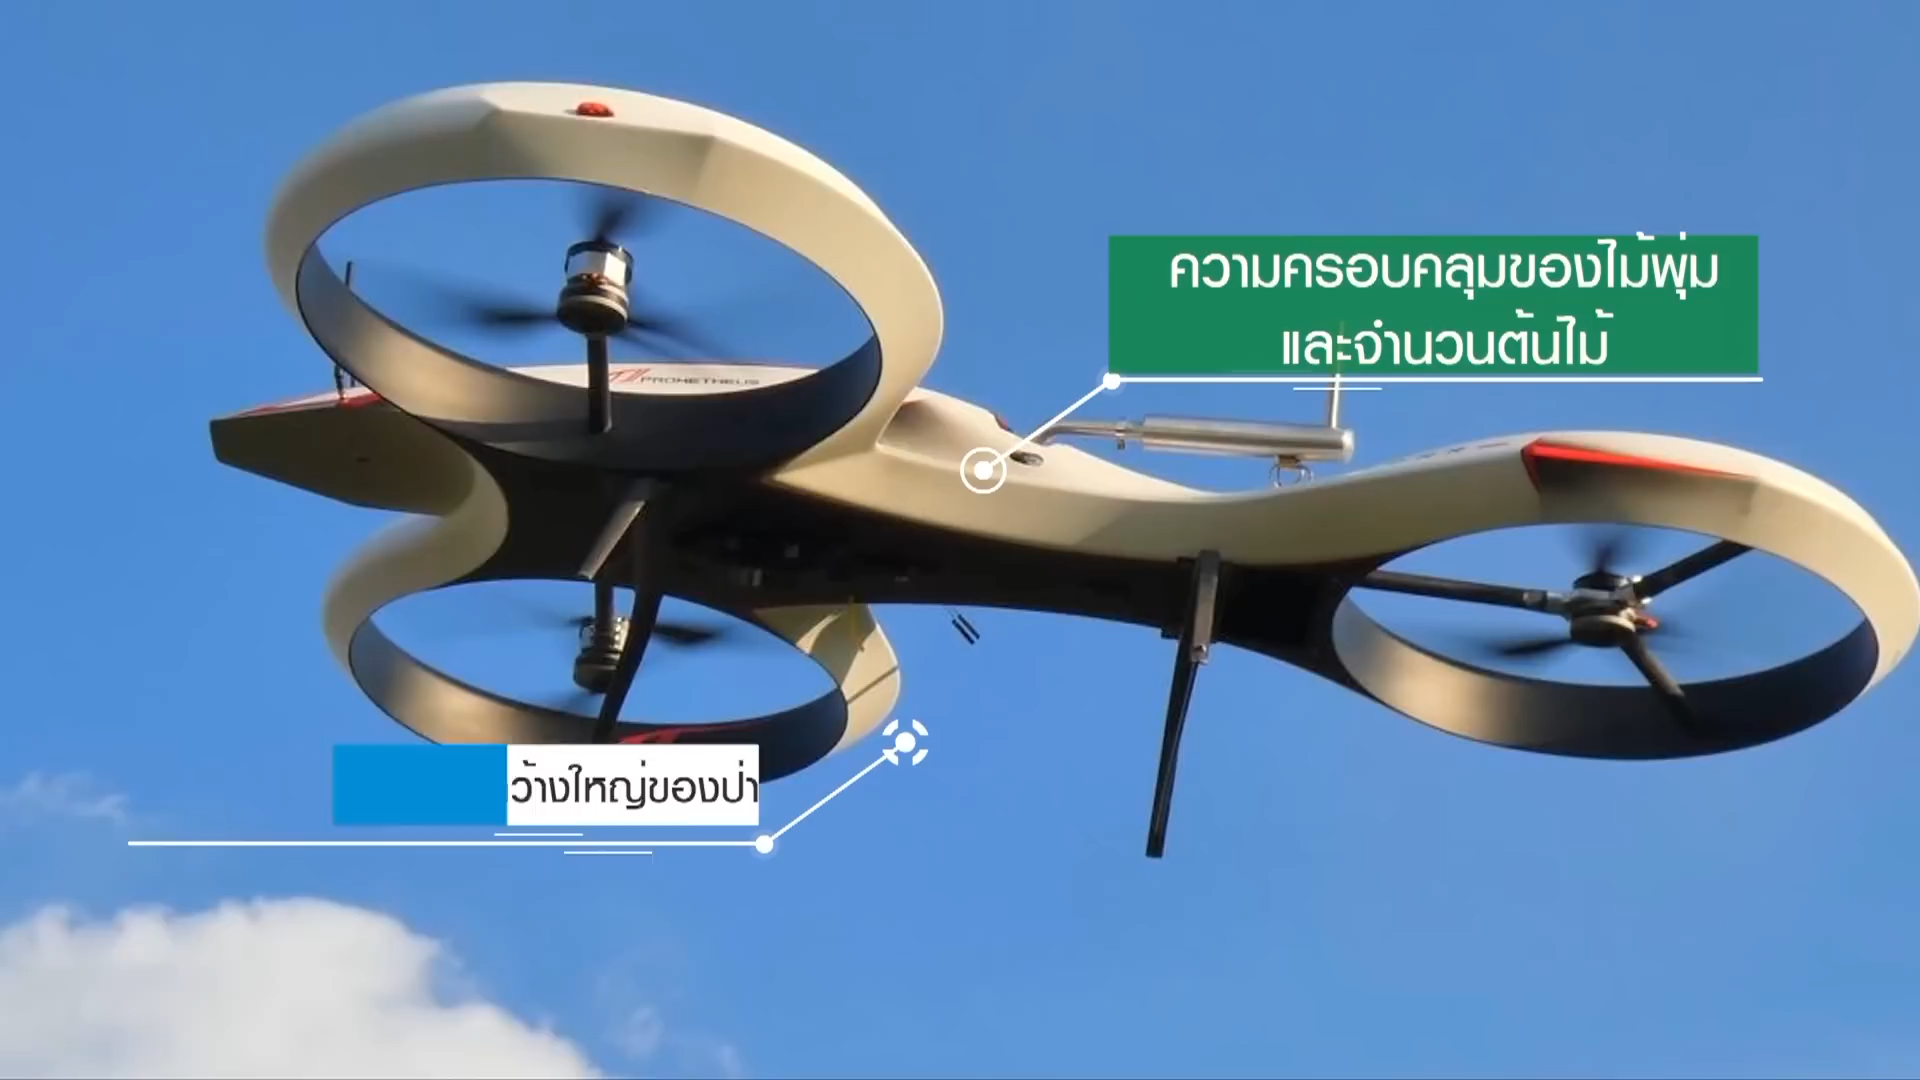 PROMETHEUS
ความครอบคลุมของไม้พุ่ม
และจำนวนต้นไม้
ว้างใหญ่ของป่า